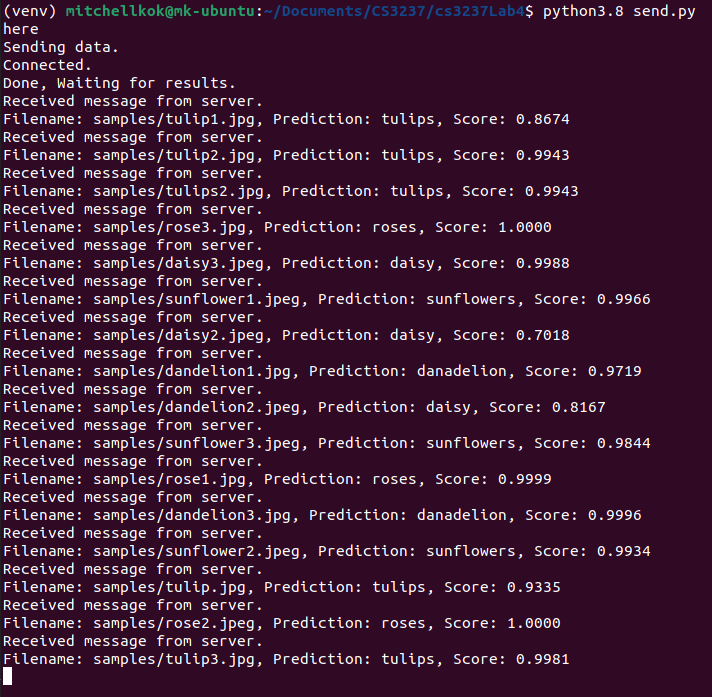 (venv) mitchellkok@mk-ubuntu:~/Documents/CS3237/cs3237Lab4$ python3.8 send.py
here
Sending data.
Connected.
Done, Waiting for results.
Received message from server.
Filename: samples/tulip1.jpg, Prediction: tulips, Score: 0.8674
Received message from server.
Filename: samples/tulip2.jpg, Prediction: tulips, Score: 0.9943
Received message from server.
Filename: samples/tulips2.jpg, Prediction: tulips, Score: 0.9943
Received message from server.
Filename: samples/rose3.jpg, Prediction: roses, Score: 1.0000
Received message from server.
Filename: samples/daisy3.jpeg, Prediction: daisy, Score: 0.9988
Received message from server.
Filename: samples/sunflower1.jpeg, Prediction: sunflowers, Score: 0.9966
Received message from server.
Filename: samples/daisy2.jpeg, Prediction: daisy, Score: 0.7018
Received message from server.
Filename: samples/dandelion1.jpg, Prediction: danadelion, Score: 0.9719
Received message from server.
Filename: samples/dandelion2.jpeg, Prediction: daisy, Score: 0.8167
Received message from server.
Filename: samples/sunflower3.jpeg, Prediction: sunflowers, Score: 0.9844
Received message from server.
Filename: samples/rose1.jpg, Prediction: roses, Score: 0.9999
Received message from server.
Filename: samples/dandelion3.jpg, Prediction: danadelion, Score: 0.9996
Received message from server.
Filename: samples/sunflower2.jpeg, Prediction: sunflowers, Score: 0.9934
Received message from server.
Filename: samples/tulip.jpg, Prediction: tulips, Score: 0.9335
Received message from server.
Filename: samples/rose2.jpeg, Prediction: roses, Score: 1.0000
Received message from server.
Filename: samples/tulip3.jpg, Prediction: tulips, Score: 0.9981